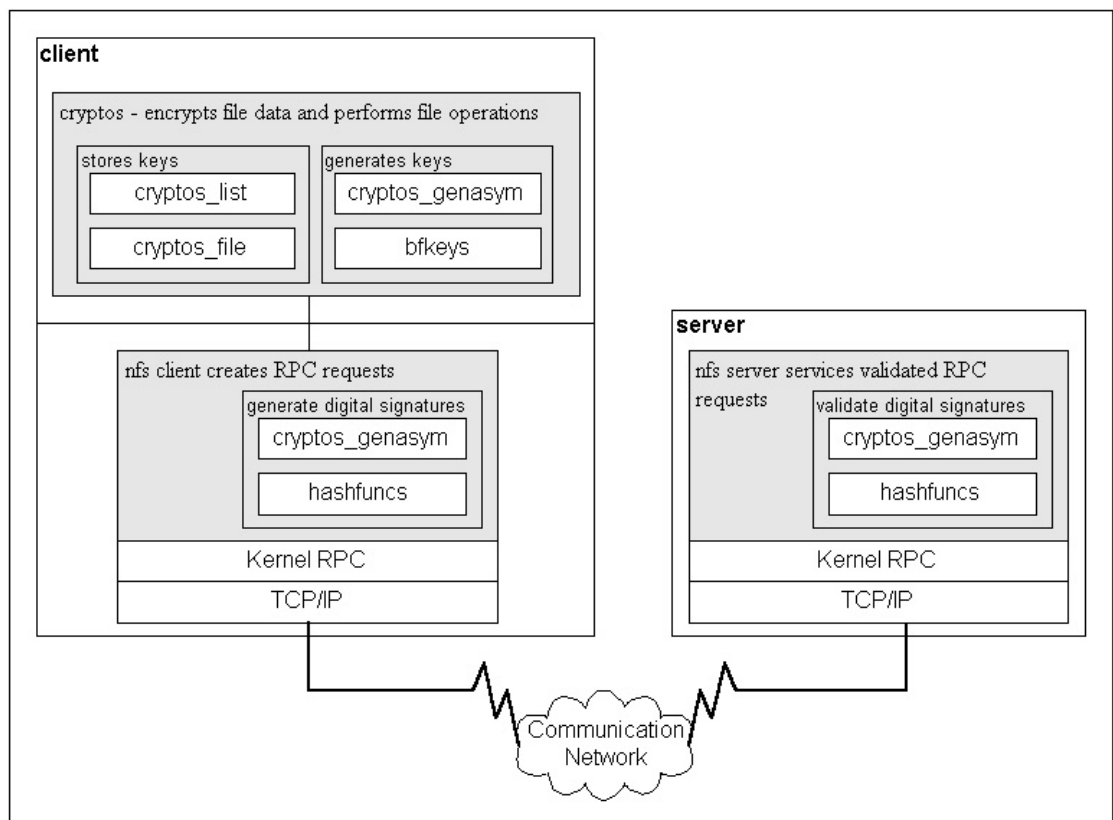 client
cryptos - encrypts file data and performs file operations
stores keys
cryptos_list
cryptos_file
generates keys
cryptos_genasym
bfkeys
nfs client creates RPC requests
generate digital signatures
cryptos_genasym
hashfuncs
Kernel RPC
TCP/IP
server
nfs server services validated RPC
requests
validate digital signatures
cryptos_genasym
hashfuncs
Kernel RPC
TCP/IP
Communication
Network